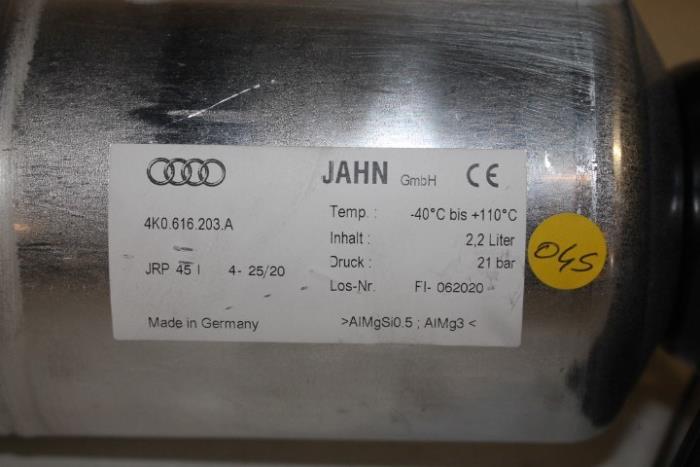 JAHN GmbH CE
4K0.616.203.A
Temp. : -40°C bis +110°C
Inhalt : 2,2 Liter
JRP 45 I 4- 25/20
Druck : 21 bar
Los-Nr. FI- 062020
Made in Germany
>AlMgSi0.5 ; AlMg3 <
04S